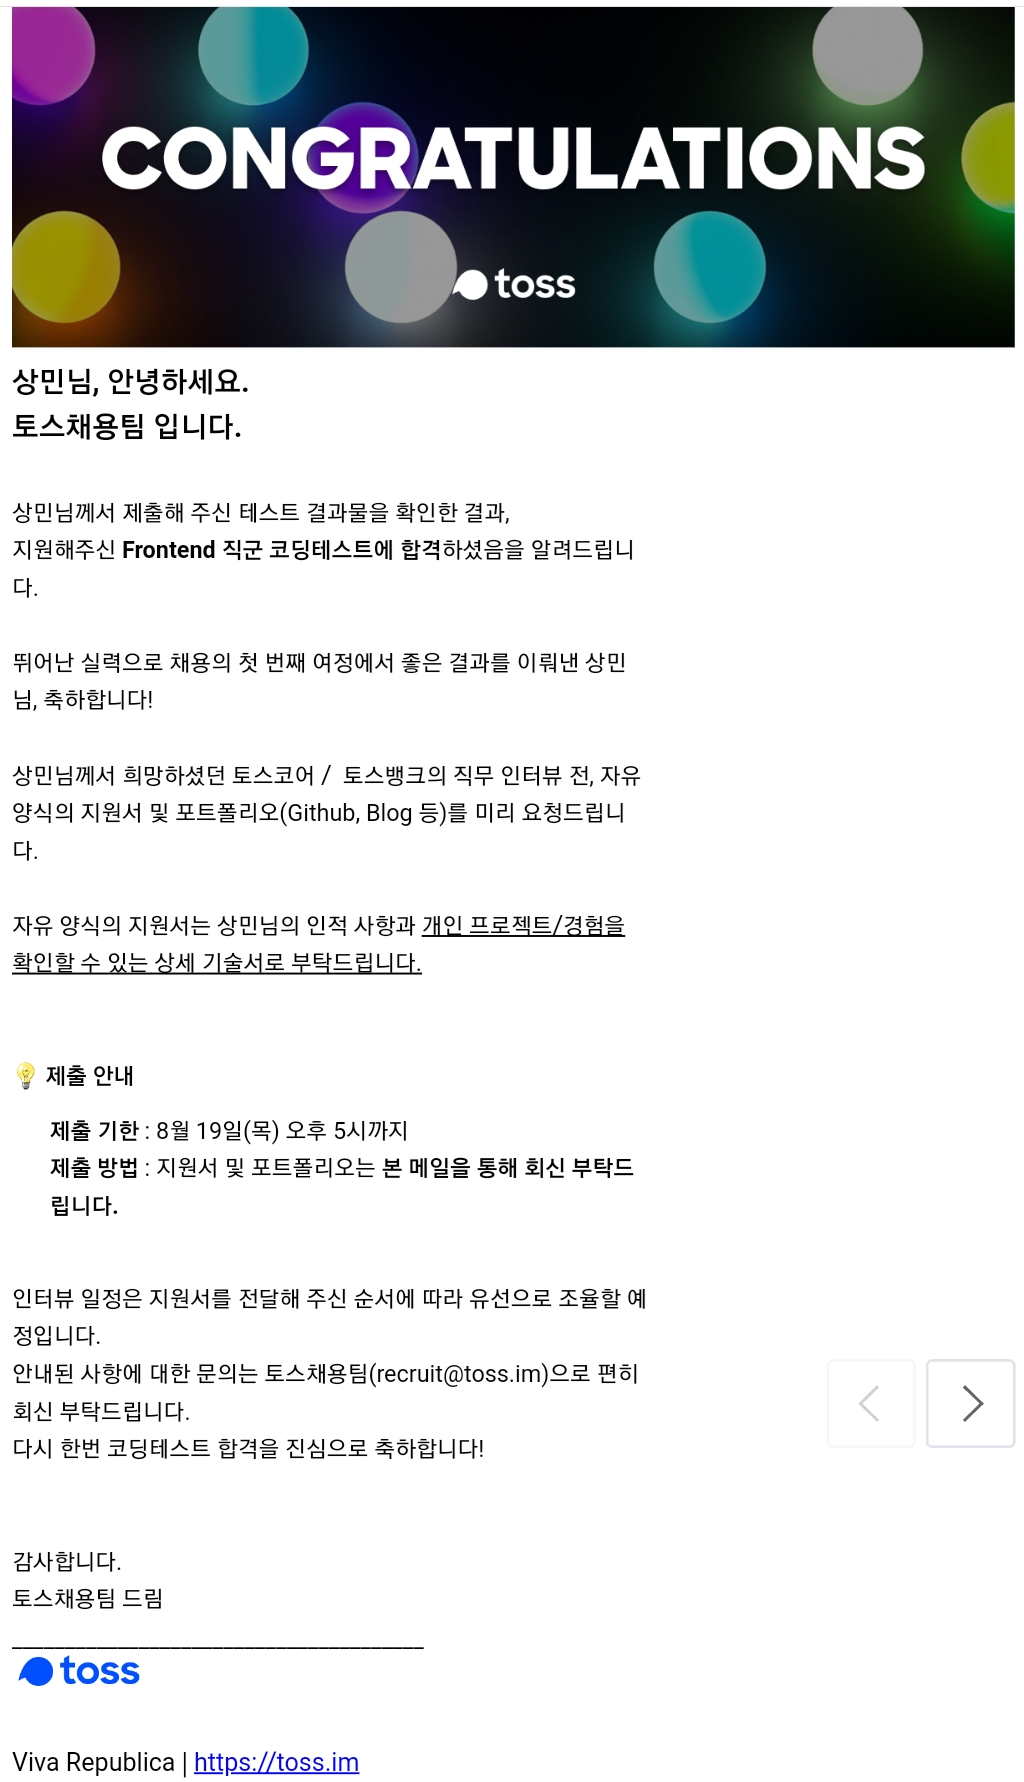 CONGRATULATIONS
toss
상민님, 안녕하세요.
토스채용팀 입니다.
상민님께서 제출해 주신 테스트 결과물을 확인한 결과,
지원해주신 Frontend 직군 코딩테스트에 합격하셨음을 알려드립니
다.
뛰어난 실력으로 채용의 첫 번째 여정에서 좋은 결과를 이뤄낸 상민
님, 축하합니다!
상민님께서 희망하셨던 토스코어 / 토스뱅크의 직무 인터뷰 전, 자유
양식의 지원서 및 포트폴리오(Github, Blog 등)를 미리 요청드립니
다.
자유 양식의 지원서는 상민님의 인적 사항과 개인 프로젝트/경험을
확인할 수 있는 상세 기술서로 부탁드립니다.
💡 제출 안내
제출 기한 : 8월 19일(목) 오후 5시까지
제출 방법 : 지원서 및 포트폴리오는 본 메일을 통해 회신 부탁드
립니다.
인터뷰 일정은 지원서를 전달해 주신 순서에 따라 유선으로 조율할 예
정입니다.
안내된 사항에 대한 문의는 토스채용팀(recruit@toss.im)으로 편히
회신 부탁드립니다.
다시 한번 코딩테스트 합격을 진심으로 축하합니다!
감사합니다.
토스채용팀 드림
toss
Viva Republica | https://toss.im